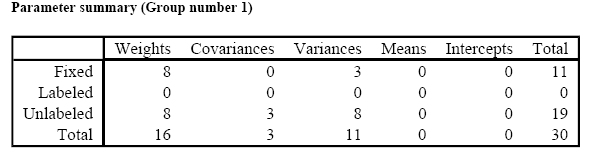 Parameter summary (Group number 1)
Weights Covariances Variances Means Intercepts Total
Fixed 8 0 3 0 0 11
Labeled 0 0 0 0 0 0
Unlabeled 8 3 8 0 0 19
Total 16 3 11 0 0 30